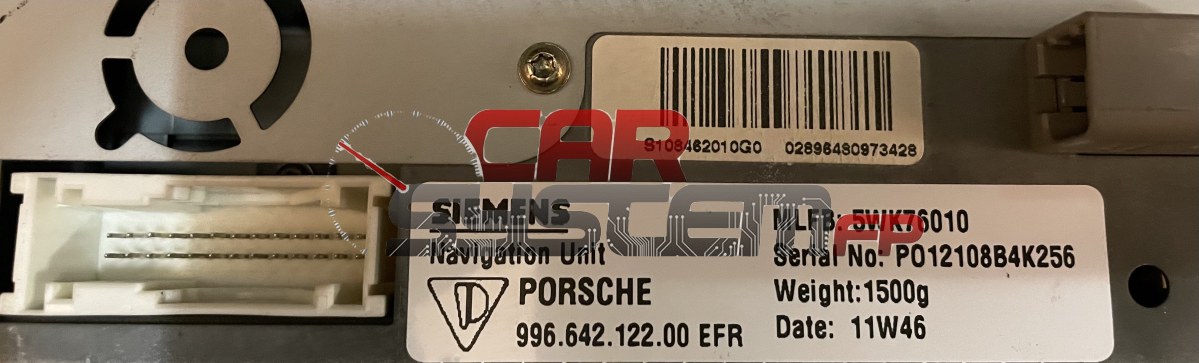 S108462010G0 02896480973428
CAR
SISTEM FP
SIEMENS
Navigation Unit
PORSCHE
996.642.122.00 EFR
MLFB: 5WK76010
Serial No: PO12108B4K256
Weight:1500g
Date: 11W46